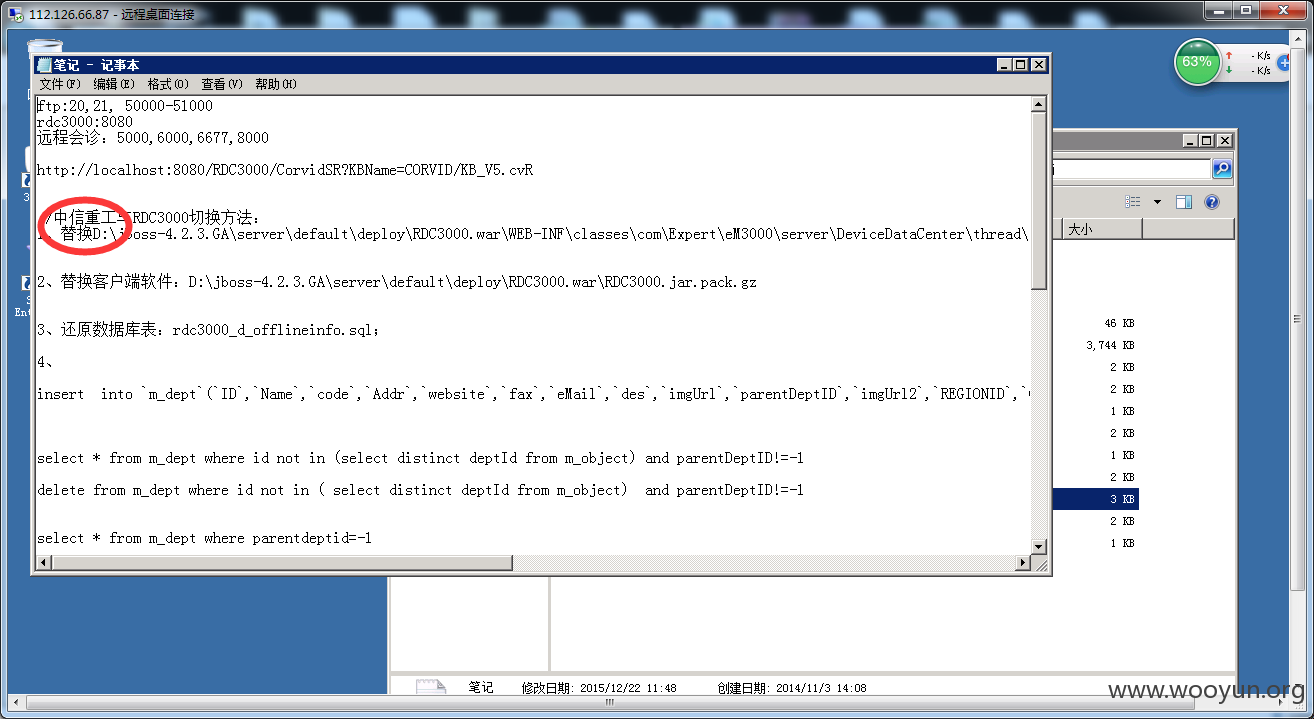 112.126.66.87 - 远程桌面连接
63%
- K/s
- K/s
笔记 - 记事本
文件(F) 编辑(E) 格式(O) 查看(V) 帮助(H)
ftp:20,21, 50000-51000
rdc3000:8080
远程会诊: 5000,6000,6677,8000
http://localhost:8080/RDC3000/CorvidSR?KBName=CORVID/KB_V5.cvR
/中信重工与RDC3000切换方法:
替换D:\jboss-4.2.3.GA\server\default\deploy\RDC3000.war\WEB-INF\classes\com\Expert\eM3000\server\DeviceDataCenter\thread\
2、替换客户端软件: D:\jboss-4.2.3.GA\server\default\deploy\RDC3000.war\RDC3000.jar.pack.gz
3、还原数据库表: rdc3000_d_offlineinfo.sql;
4、
insert  into `m_dept`(`ID`,`Name`,`code`,`Addr`,`website`,`fax`,`eMail`,`des`,`imgUrl`,`parentDeptID`,`imgUrl2`,`REGIONID`,`
select * from m_dept where id not in (select distinct deptId from m_object) and parentDeptID!=-1
delete from m_dept where id not in ( select distinct deptId from m_object)  and parentDeptID!=-1
select * from m_dept where parentdeptid=-1
大小
46 KB
3,744 KB
2 KB
2 KB
1 KB
2 KB
1 KB
2 KB
3 KB
2 KB
1 KB
笔记 修改日期: 2015/12/22 11:48 创建日期: 2014/11/3 14:08
www.wooyun.org